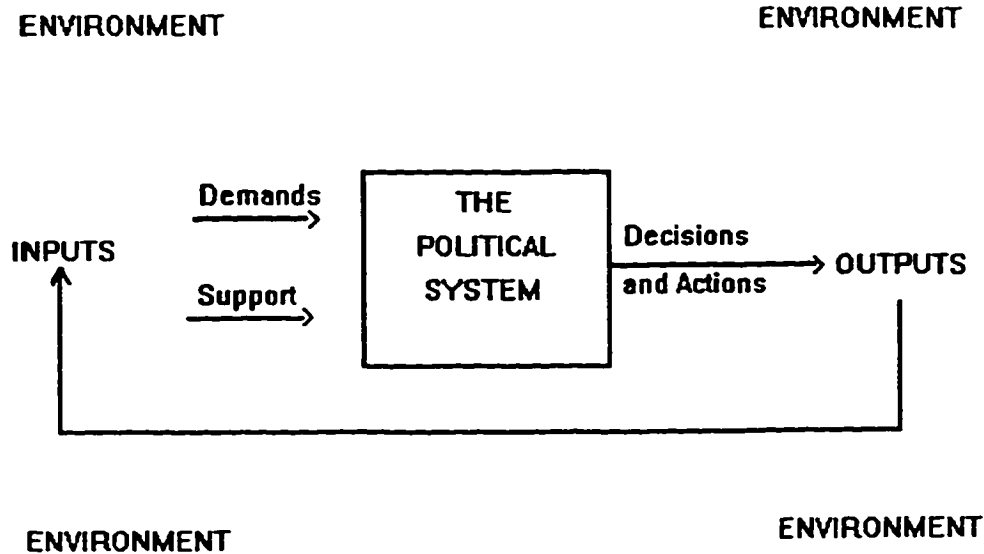 ENVIRONMENT
ENVIRONMENT
Demands
THE
POLITICAL
SYSTEM
INPUTS
Support
Decisions
and Actions
OUTPUTS
ENVIRONMENT
ENVIRONMENT